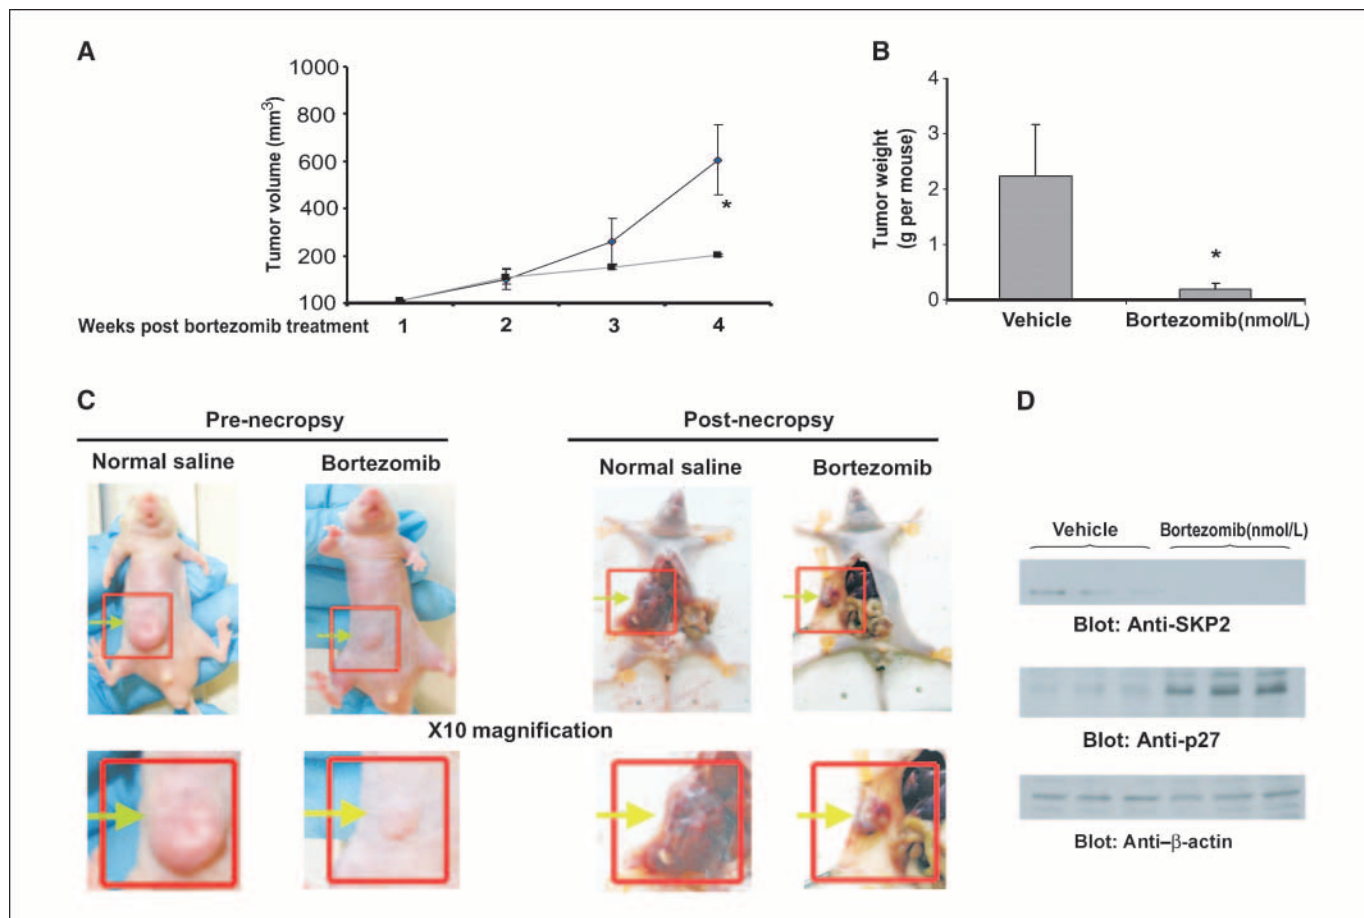 A
1000
800
600
400
200
100
Tumor volume (mm³)
*
Weeks post bortezomib treatment 1 2 3 4
B
4
3
2
1
0
Tumor weight
(g per mouse)
*
Vehicle Bortezomib(nmol/L)
C
Pre-necropsy
Post-necropsy
Normal saline Bortezomib
Normal saline Bortezomib
X10 magnification
D
Vehicle Bortezomib(nmol/L)
Blot: Anti-SKP2
Blot: Anti-p27
Blot: Anti–β-actin